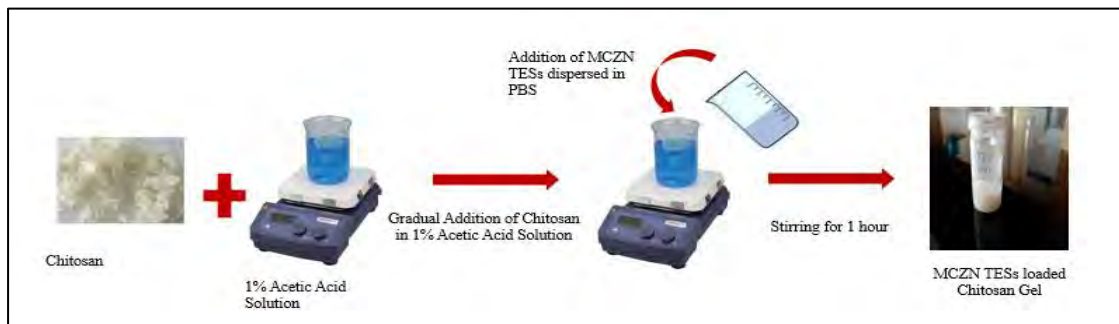 Addition of MCZN
TESs dispersed in
PBS
Chitosan
1% Acetic Acid
Solution
Gradual Addition of Chitosan
in 1% Acetic Acid Solution
Stirring for 1 hour
MCZN TESs loaded
Chitosan Gel